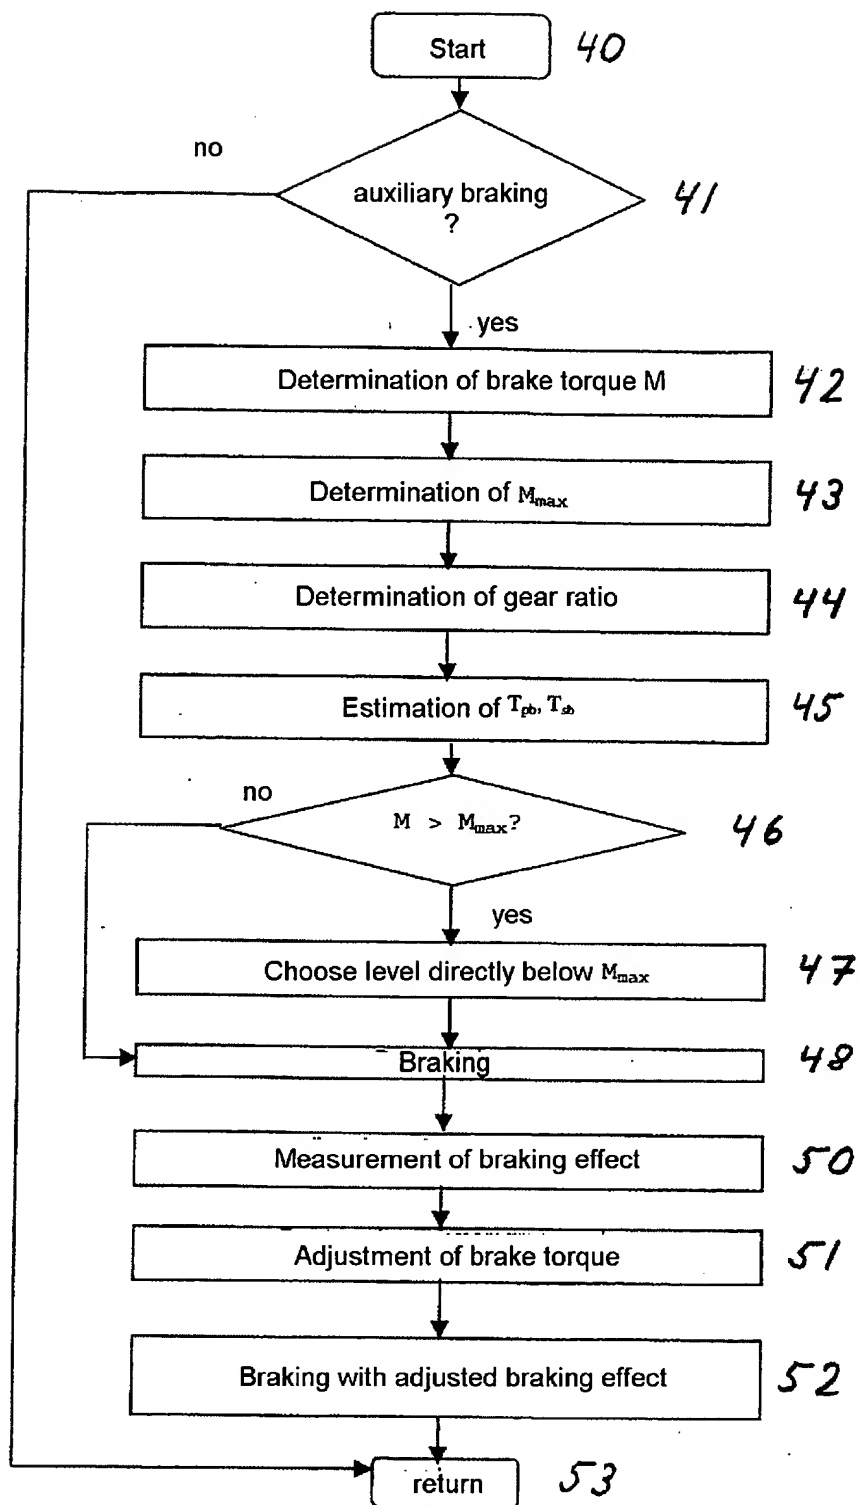 Start 40
no
auxiliary braking
?
41
yes
Determination of brake torque M 42
Determination of Mmax 43
Determination of gear ratio 44
Estimation of Tpb, Tsb 45
no
M > Mmax? 46
yes
Choose level directly below Mmax 47
Braking 48
Measurement of braking effect 50
Adjustment of brake torque 51
Braking with adjusted braking effect 52
return 53